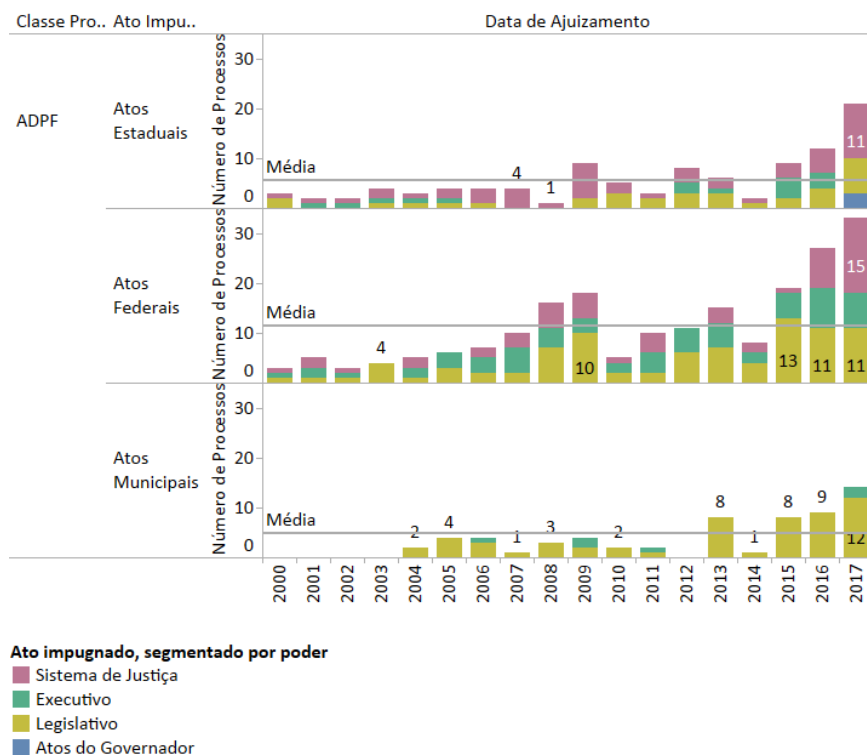 Classe Pro.. Ato Impu.. Data de Ajuizamento
ADPF
Atos
Estaduais
Número de Processos
30
20
10
0
Média
4
1
11
Atos
Federais
Número de Processos
30
20
10
0
Média
4
10
13
11
15
11
Atos
Municipais
Número de Processos
30
20
10
0
Média
2
4
1
3
2
8
1
8
9
12
2000 2001 2002 2003 2004 2005 2006 2007 2008 2009 2010 2011 2012 2013 2014 2015 2016 2017
Ato impugnado, segmentado por poder
Sistema de Justiça
Executivo
Legislativo
Atos do Governador